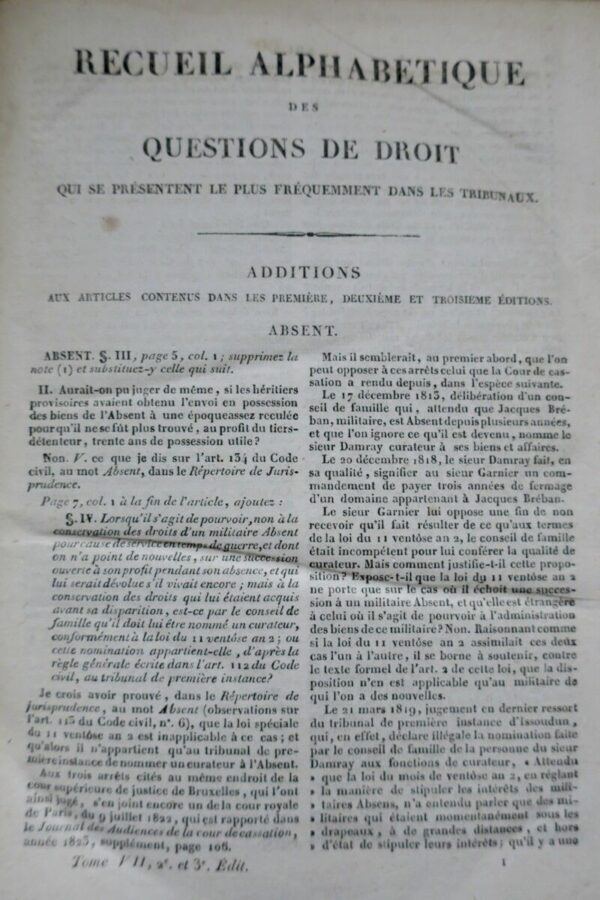 RECUEIL ALPHABETIQUE
DES
QUESTIONS DE DROIT
QUI SE PRÉSENTENT LE PLUS FRÉQUEMMENT DANS LES TRIBUNAUX.
ADDITIONS
AUX ARTICLES CONTENUS DANS LES PREMIÈRE, DEUXIÈME ET TROISIEME ÉDITIONS.
ABSENT.
ABSENT. §. III, page 5, col. 1 ; supprimez la
note (1) et substituez-y celle qui suit.
II. Aurait-on pu juger de même, si les héritiers
provisoires avaient obtenu l'envoi en possession
des biens de l'Absent à une époque assez reculée
pour qu'il ne se fût plus trouvé, au profit du tiers-
détenteur, trente ans de possession utile?
Non. V. ce que je dis sur l'art. 134 du Code
civil, au mot Absent, dans le Répertoire de Juris-
prudence.
Page 7, col. 1 à la fin de l'article, ajoutez :
§. IV. Lorsqu'il s'agit de pourvoir, non à la
conservation des droits d'un militaire Absent
pour cause de service en temps de guerre, et dont
on n'a point de nouvelles, sur une succession
ouverte à son profit pendant son absence, et qui
lui serait dévolue s'il vivait encore ; mais à la
conservation des droits qui lui étaient acquis
avant sa disparition, est-ce par le conseil de
famille qu'il doit lui être nommé un curateur,
conformément à la loi du 11 ventôse an 2 ; ou
cette nomination appartient-elle, d'après la
règle générale écrite dans l'art. 112 du Code
civil, au tribunal de première instance?
Je crois avoir prouvé, dans le Répertoire de
jurisprudence, au mot Absent (observations sur
l'art. 113 du Code civil, n°. 6), que la loi spéciale
du 11 ventôse an 2 est inapplicable à ce cas ; et
qu'alors il n'appartient qu'au tribunal de pre-
mière instance de nommer un curateur à l'Absent.
Aux trois arrêts cités au même endroit de la
cour supérieure de justice de Bruxelles, qui l'ont
ainsi jugé, s'en joint encore un de la cour royale
de Paris, du 9 juillet 1822, qui est rapporté dans
le Journal des Audiences de la cour de cassation,
année 1823, supplément, page 106.
Tome VII, 2e. et 3e. Édit.
Mais il semblerait, au premier abord, que l'on
peut opposer à ces arrêts celui que la Cour de cas-
sation a rendu depuis, dans l'espèce suivante.
Le 17 décembre 1813, délibération d'un con-
seil de famille qui, attendu que Jacques Bré-
ban, militaire, est Absent depuis plusieurs années,
et que l'on ignore ce qu'il est devenu, nomme le
sieur Damray curateur à ses biens et affaires.
Le 20 décembre 1818, le sieur Damray fait, en
sa qualité, signifier au sieur Garnier un com-
mandement de payer trois années de fermage
d'un domaine appartenant à Jacques Bréban.
Le sieur Garnier lui oppose une fin de non
recevoir qu'il fait résulter de ce qu'aux termes
de la loi du 11 ventôse an 2, le conseil de famille
était incompétent pour lui conférer la qualité de
curateur. Mais comment justifie-t-il cette propo-
sition? Expose-t-il que la loi du 11 ventôse an 2
ne porte que sur le cas où il échoit une succes-
sion à un militaire Absent, et qu'elle est étrangère
à celui où il s'agit de pourvoir à l'administration
des biens de ce militaire? Non. Raisonnant comme
si la loi du 11 ventôse an 2 assimilait ces deux
cas l'un à l'autre, il se borne à soutenir, contre
le texte formel de l'art. 2 de cette loi, que la dis-
position n'en est applicable qu'au militaire de
qui l'on a des nouvelles.
Le 21 mars 1819, jugement en dernier ressort
du tribunal de première instance d'Issoudun,
qui, en effet, déclare illégale la nomination faite
par le conseil de famille de la personne du sieur
Damray aux fonctions de curateur, « Attendu
» que la loi du mois de ventôse an 2, en réglant
» la manière de stipuler les intérêts des mili-
» taires Absens, n'a entendu parler que des mi-
» litaires qui étaient momentanément sous les
» drapeaux, à de grandes distances, et hors
» d'état de stipuler leurs intérêts; qu'il y a une
1